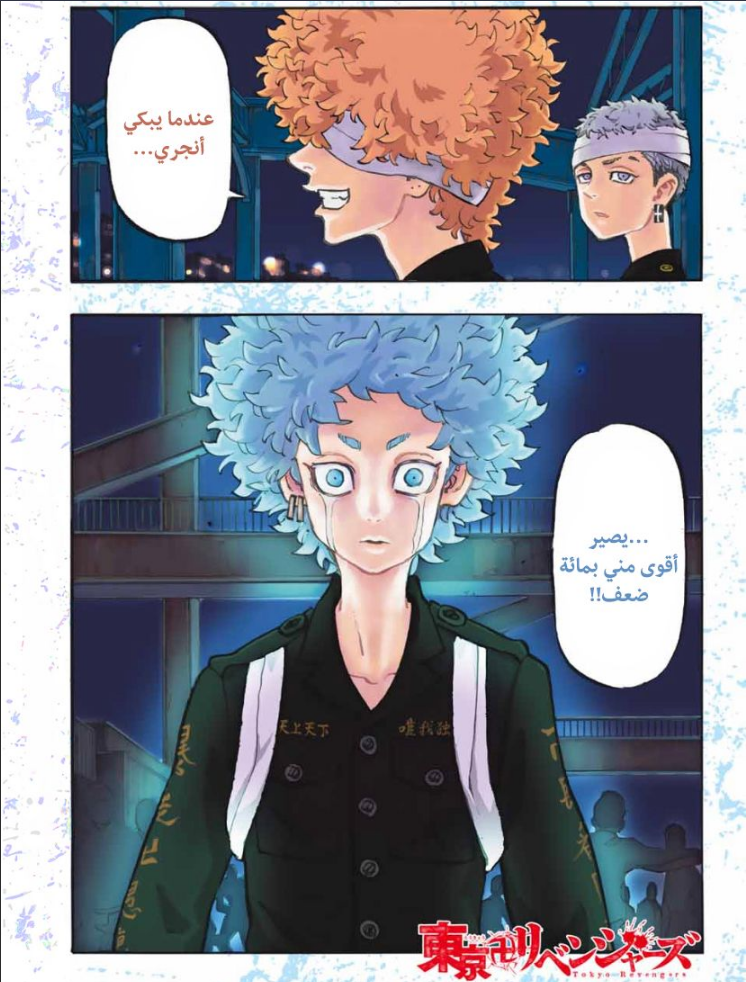 عندما يبكي
أنجري...
...يصير
أقوى مني بمائة
ضعف!!
天上天下
唯我独
東京卍リベンジャーズ
Tokyo Revengers